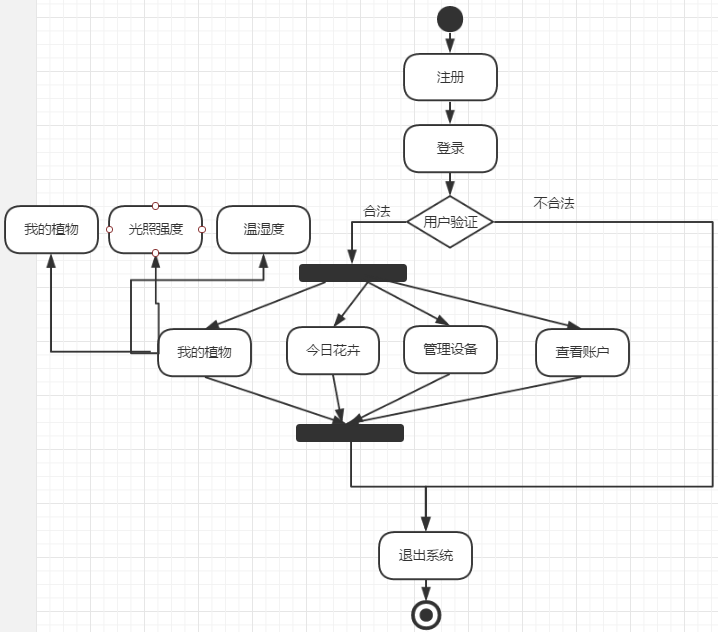 注册
登录
合法
不合法
用户验证
我的植物
光照强度
温湿度
我的植物
今日花卉
管理设备
查看账户
退出系统